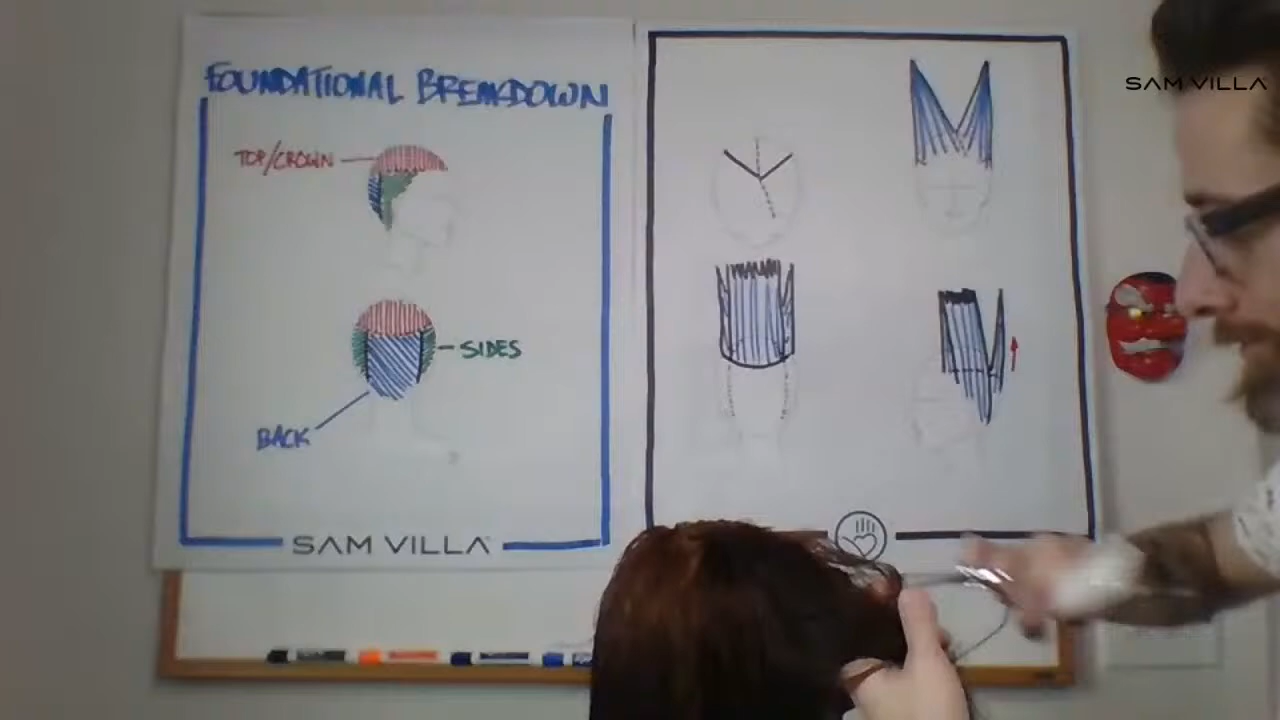 FOUNDATIONAL BREAKDOWN
TOP/CROWN
SIDES
BACK
SAM VILLA
SAM VILLA